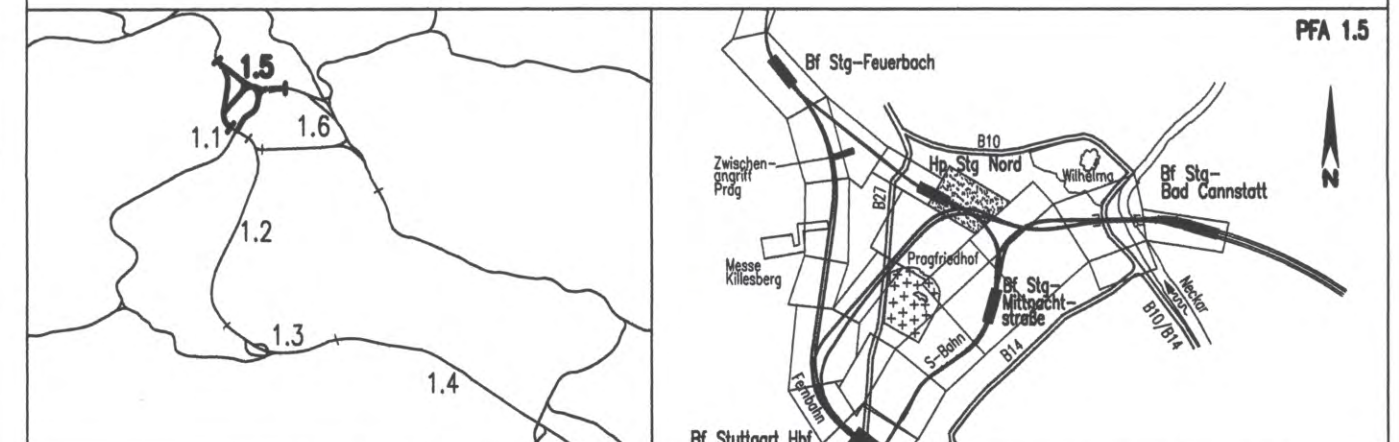 1.5
1.1
1.6
1.2
1.3
1.4
PFA 1.5
Bf Stg-Feuerbach
B10
Zwischen-
angriff
Prag
Hp Stg Nord
Wilhelma
Bf Stg-
Bad Cannstatt
N
B27
Messe
Killesberg
Pragfriedhof
Bf Stg-
Mittnacht-
straße
Neckar
B10/B14
S-Bahn
B14
Fernbahn
Bf Stuttgart Hbf